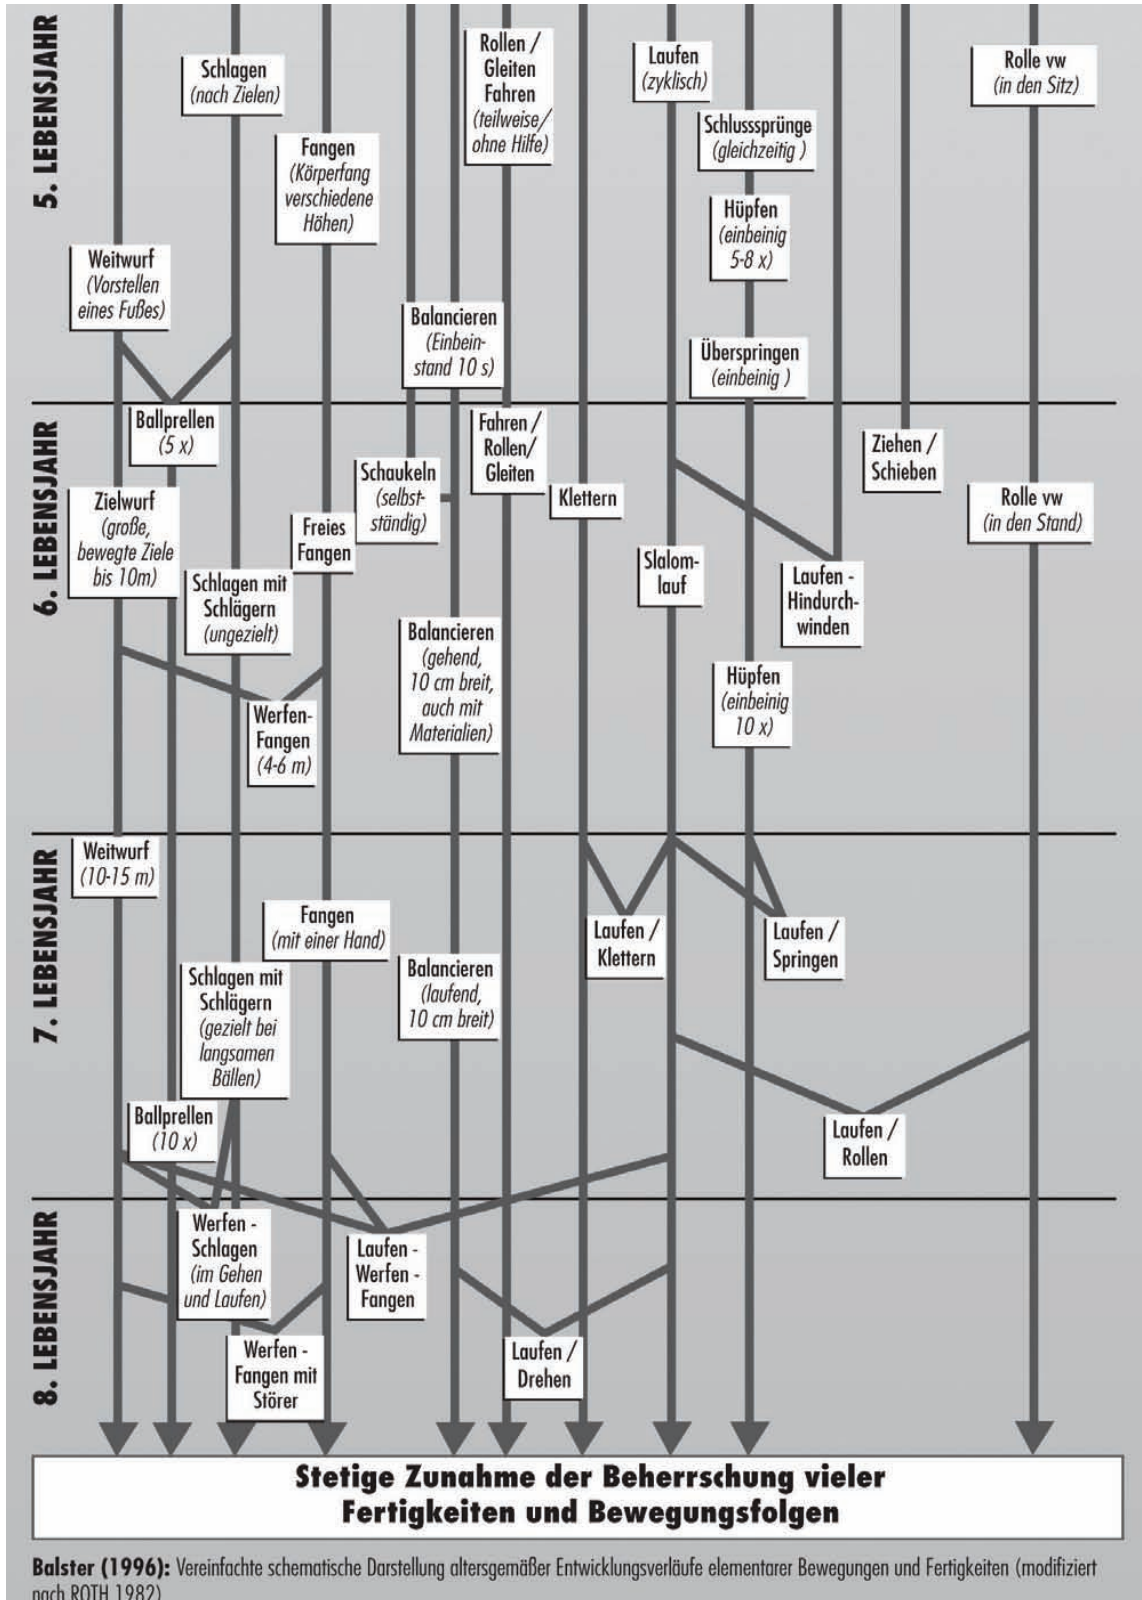 5. LEBENSJAHR
Schlagen
(nach Zielen)
Rollen /
Gleiten
Fahren
(teilweise/
ohne Hilfe)
Laufen
(zyklisch)
Rolle vw
(in den Sitz)
Fangen
(Körperfang
verschiedene
Höhen)
Schlusssprünge
(gleichzeitig )
Hüpfen
(einbeinig
5-8 x)
Weitwurf
(Vorstellen
eines Fußes)
Balancieren
(Einbein-
stand 10 s)
Überspringen
(einbeinig )
6. LEBENSJAHR
Ballprellen
(5 x)
Fahren /
Rollen/
Gleiten
Ziehen /
Schieben
Schaukeln
(selbst-
ständig)
Klettern
Rolle vw
(in den Stand)
Zielwurf
(große,
bewegte Ziele
bis 10m)
Freies
Fangen
Slalom-
lauf
Laufen -
Hindurch-
winden
Schlagen mit
Schlägern
(ungezielt)
Balancieren
(gehend,
10 cm breit,
auch mit
Materialien)
Hüpfen
(einbeinig
10 x)
Werfen-
Fangen
(4-6 m)
7. LEBENSJAHR
Weitwurf
(10-15 m)
Fangen
(mit einer Hand)
Laufen /
Klettern
Laufen /
Springen
Balancieren
(laufend,
10 cm breit)
Schlagen mit
Schlägern
(gezielt bei
langsamen
Bällen)
Ballprellen
(10 x)
Laufen /
Rollen
8. LEBENSJAHR
Werfen -
Schlagen
(im Gehen
und Laufen)
Laufen -
Werfen -
Fangen
Werfen -
Fangen mit
Störer
Laufen /
Drehen
Stetige Zunahme der Beherrschung vieler
Fertigkeiten und Bewegungsfolgen
Balster (1996): Vereinfachte schematische Darstellung altersgemäßer Entwicklungsverläufe elementarer Bewegungen und Fertigkeiten (modifiziert
nach ROTH 1982)